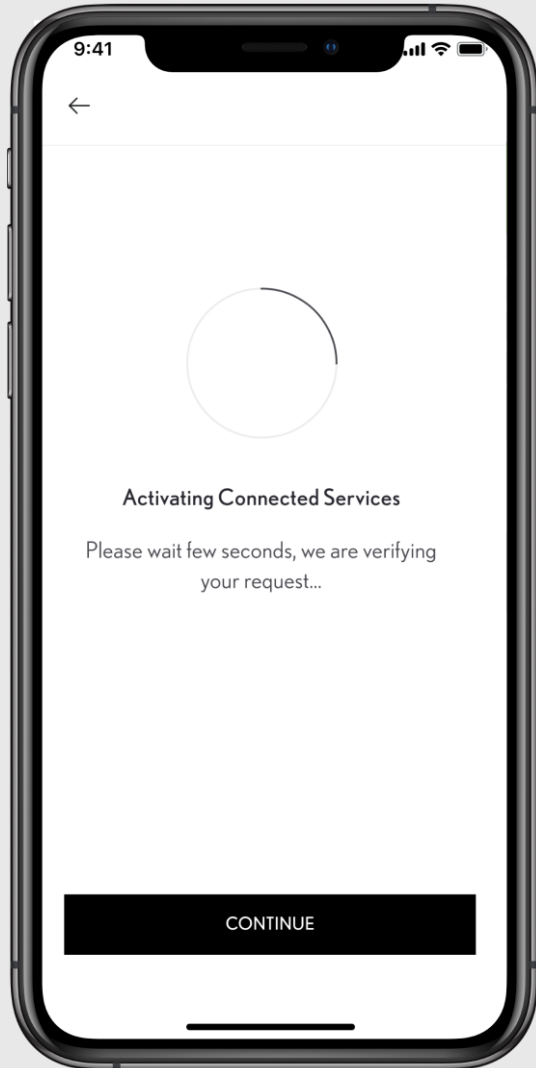 9:41
Activating Connected Services
Please wait few seconds, we are verifying
your request...
CONTINUE